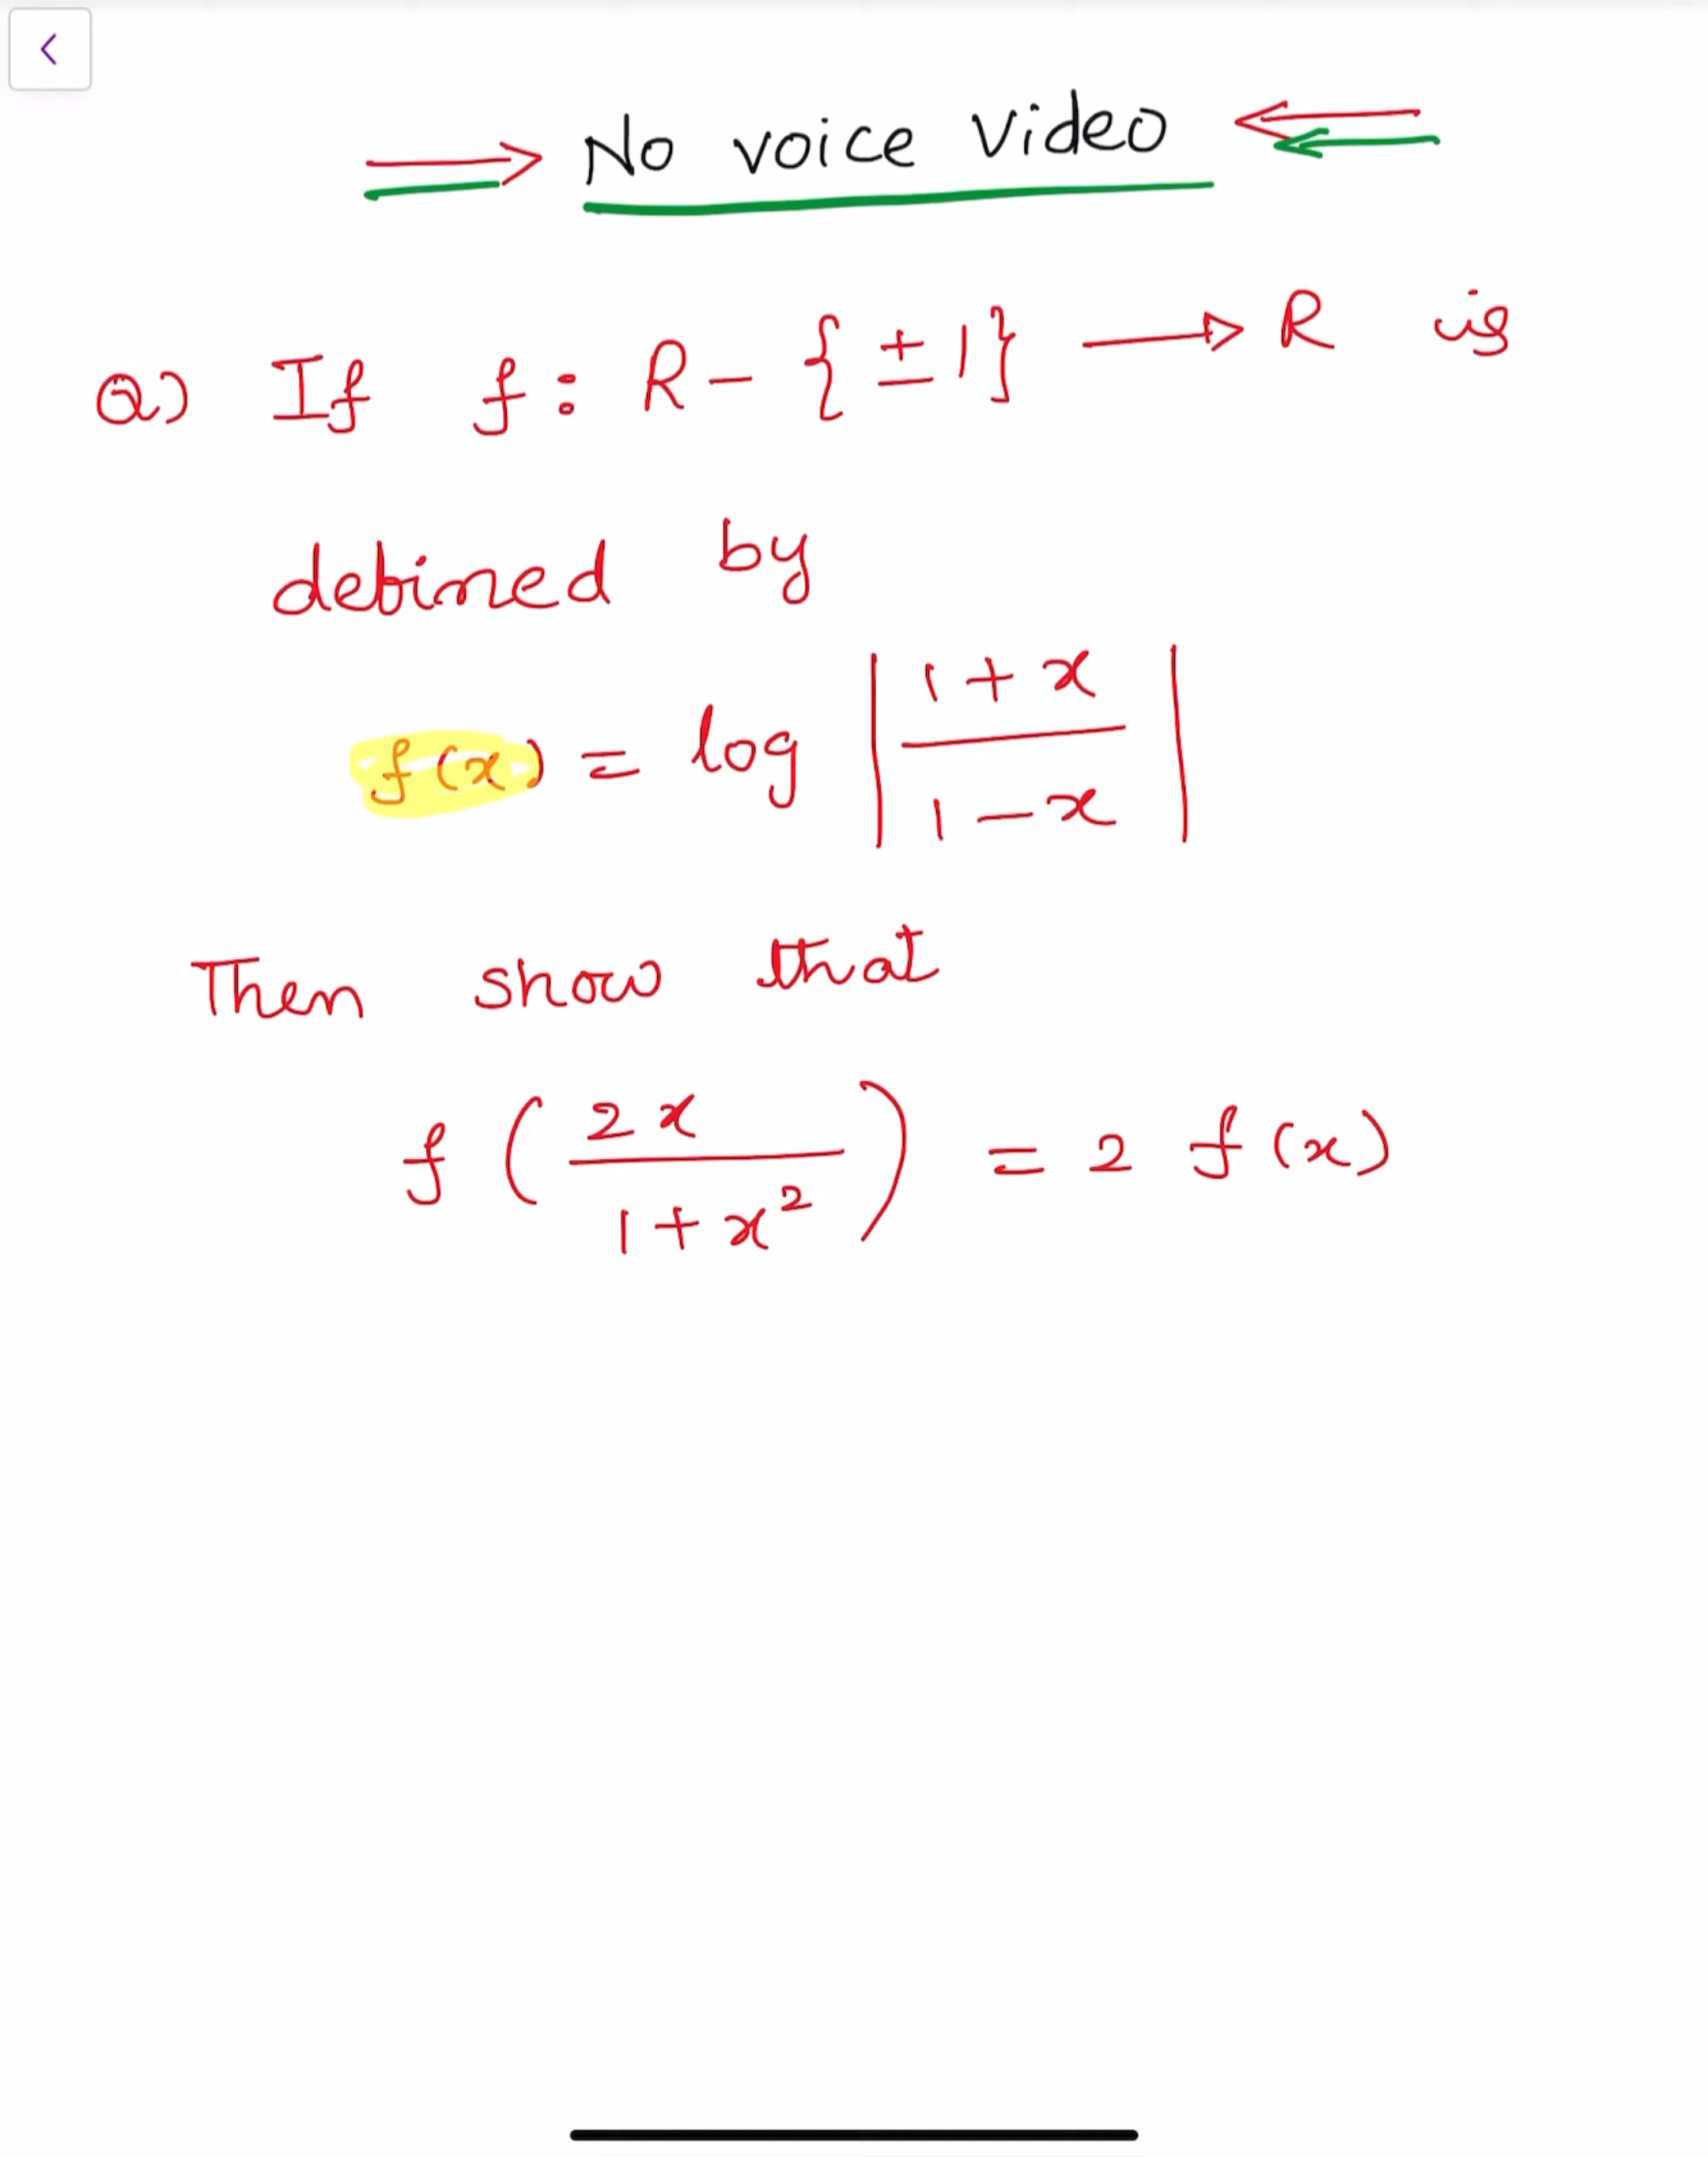 No voice video
Q) If f: R - {±1} → R is
defined by
f(x) = log |(1+x)/(1-x)|
Then show that
f(2x/(1+x²)) = 2 f(x)